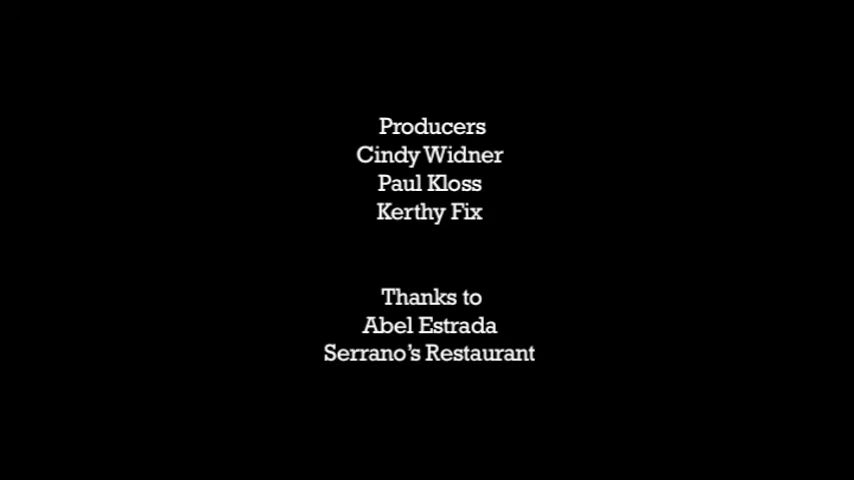 Producers
Cindy Widner
Paul Kloss
Kerthy Fix
Thanks to
Abel Estrada
Serrano's Restaurant